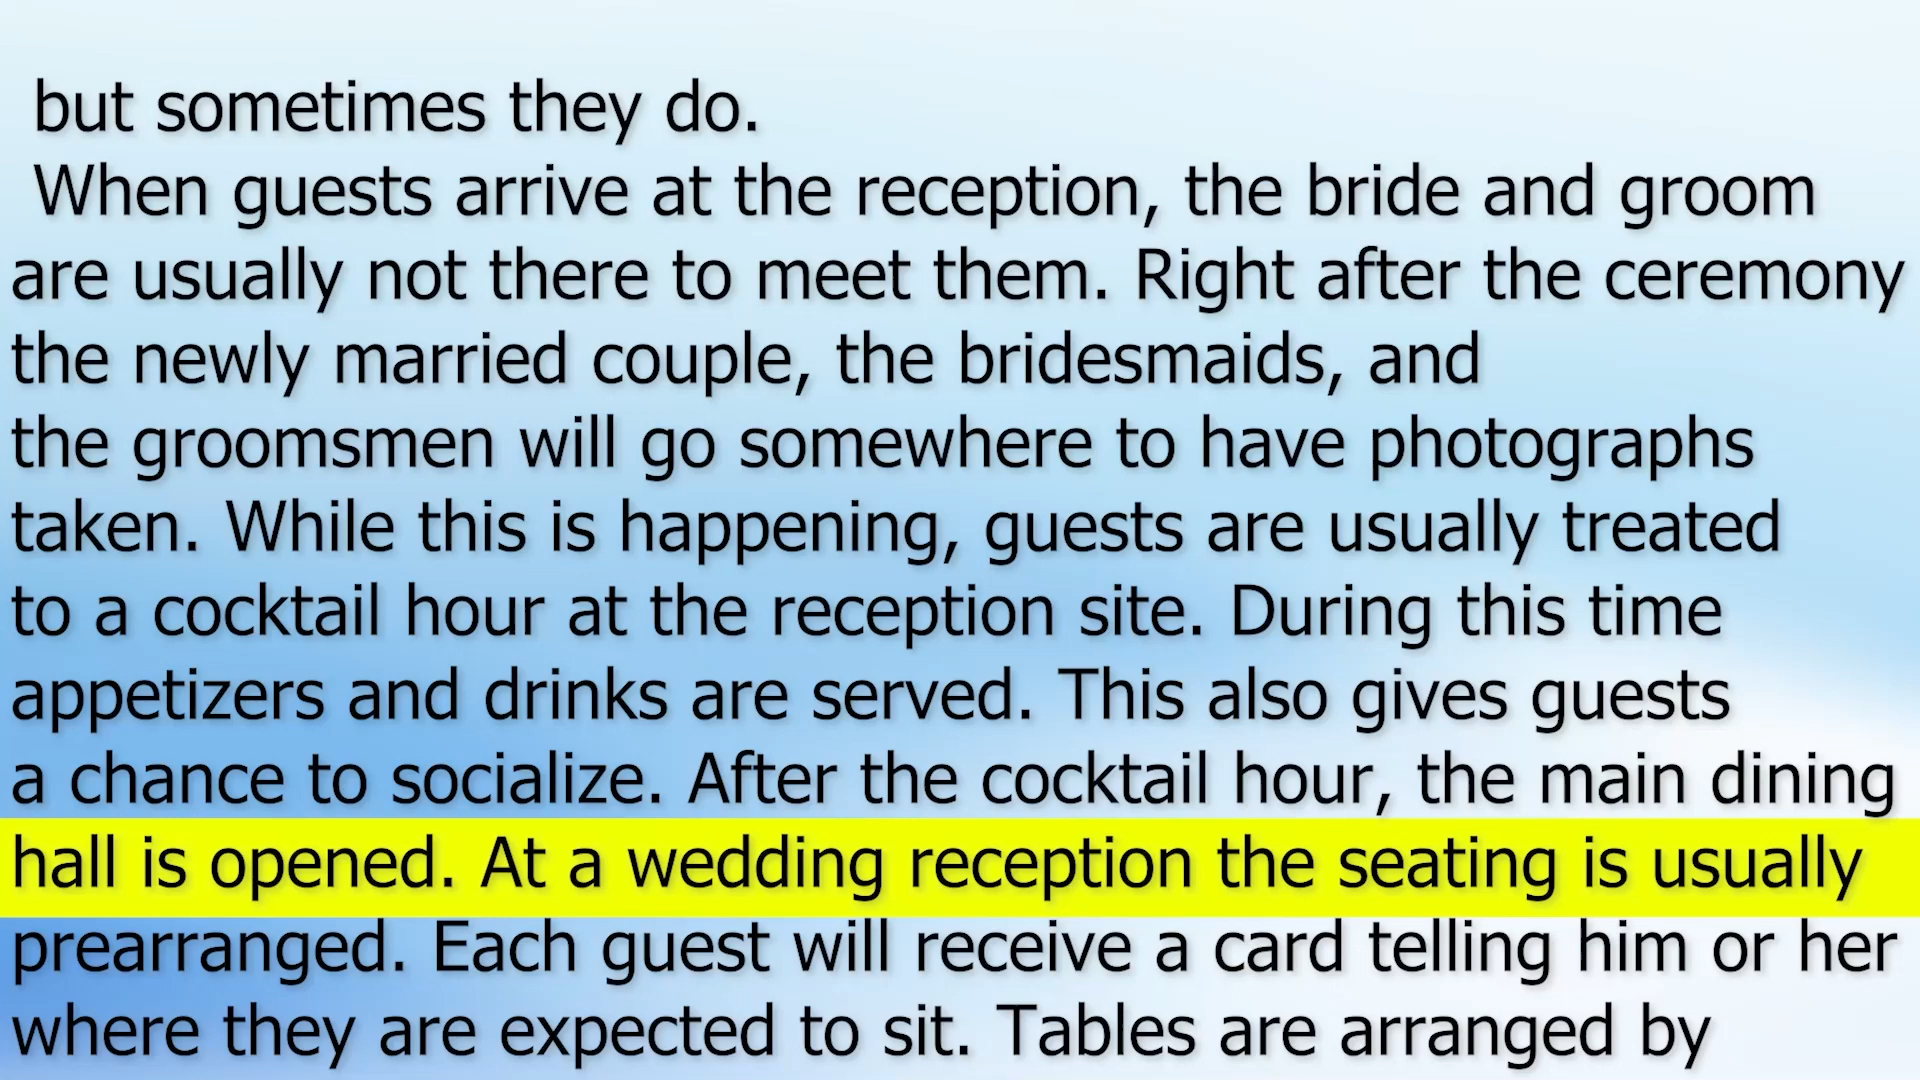 but sometimes they do.
When guests arrive at the reception, the bride and groom
are usually not there to meet them. Right after the ceremony
the newly married couple, the bridesmaids, and
the groomsmen will go somewhere to have photographs
taken. While this is happening, guests are usually treated
to a cocktail hour at the reception site. During this time
appetizers and drinks are served. This also gives guests
a chance to socialize. After the cocktail hour, the main dining
hall is opened. At a wedding reception the seating is usually
prearranged. Each guest will receive a card telling him or her
where they are expected to sit. Tables are arranged by